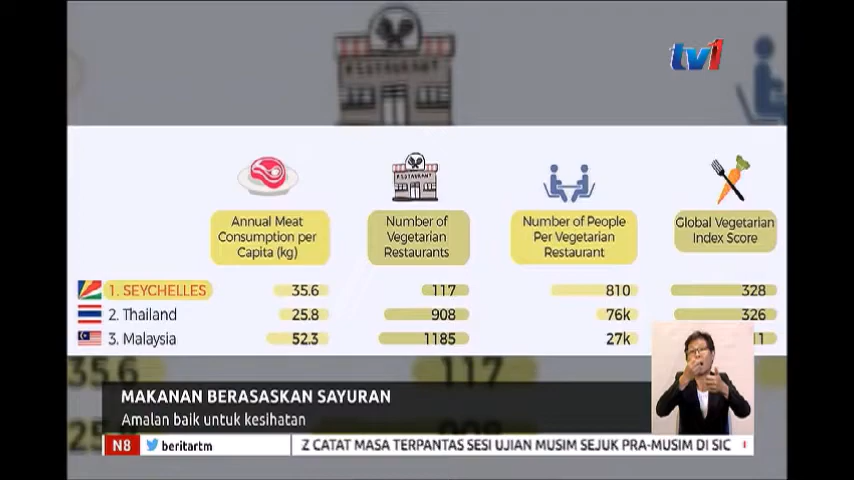 RESTAURANT
tv1
RESTAURANT
Annual Meat
Consumption per
Capita (kg)
Number of
Vegetarian
Restaurants
Number of People
Per Vegetarian
Restaurant
Global Vegetarian
Index Score
1. SEYCHELLES 35.6 117 810 328
2. Thailand 25.8 908 76k 326
3. Malaysia 52.3 1185 27k
35.6 117
908
MAKANAN BERASASKAN SAYURAN
Amalan baik untuk kesihatan
N8 beritartm Z CATAT MASA TERPANTAS SESI UJIAN MUSIM SEJUK PRA-MUSIM DI SIC